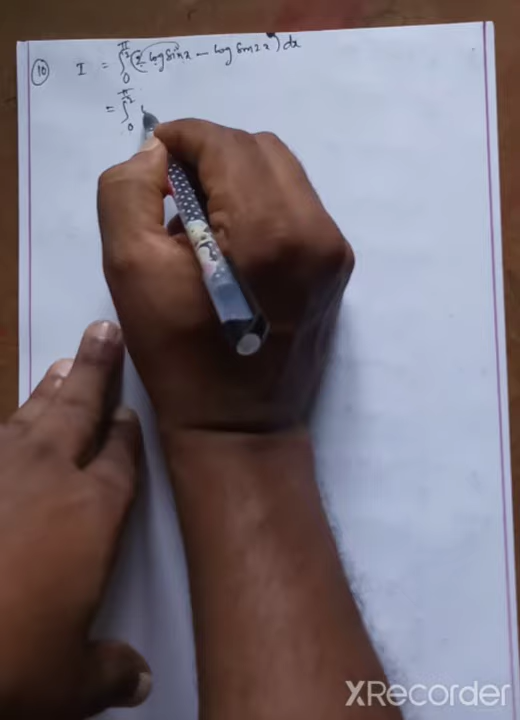 ⑩ I = ∫₀^(π/2) (2 log sin x − log sin 2x) dx
= ∫₀^(π/2)
XRecorder